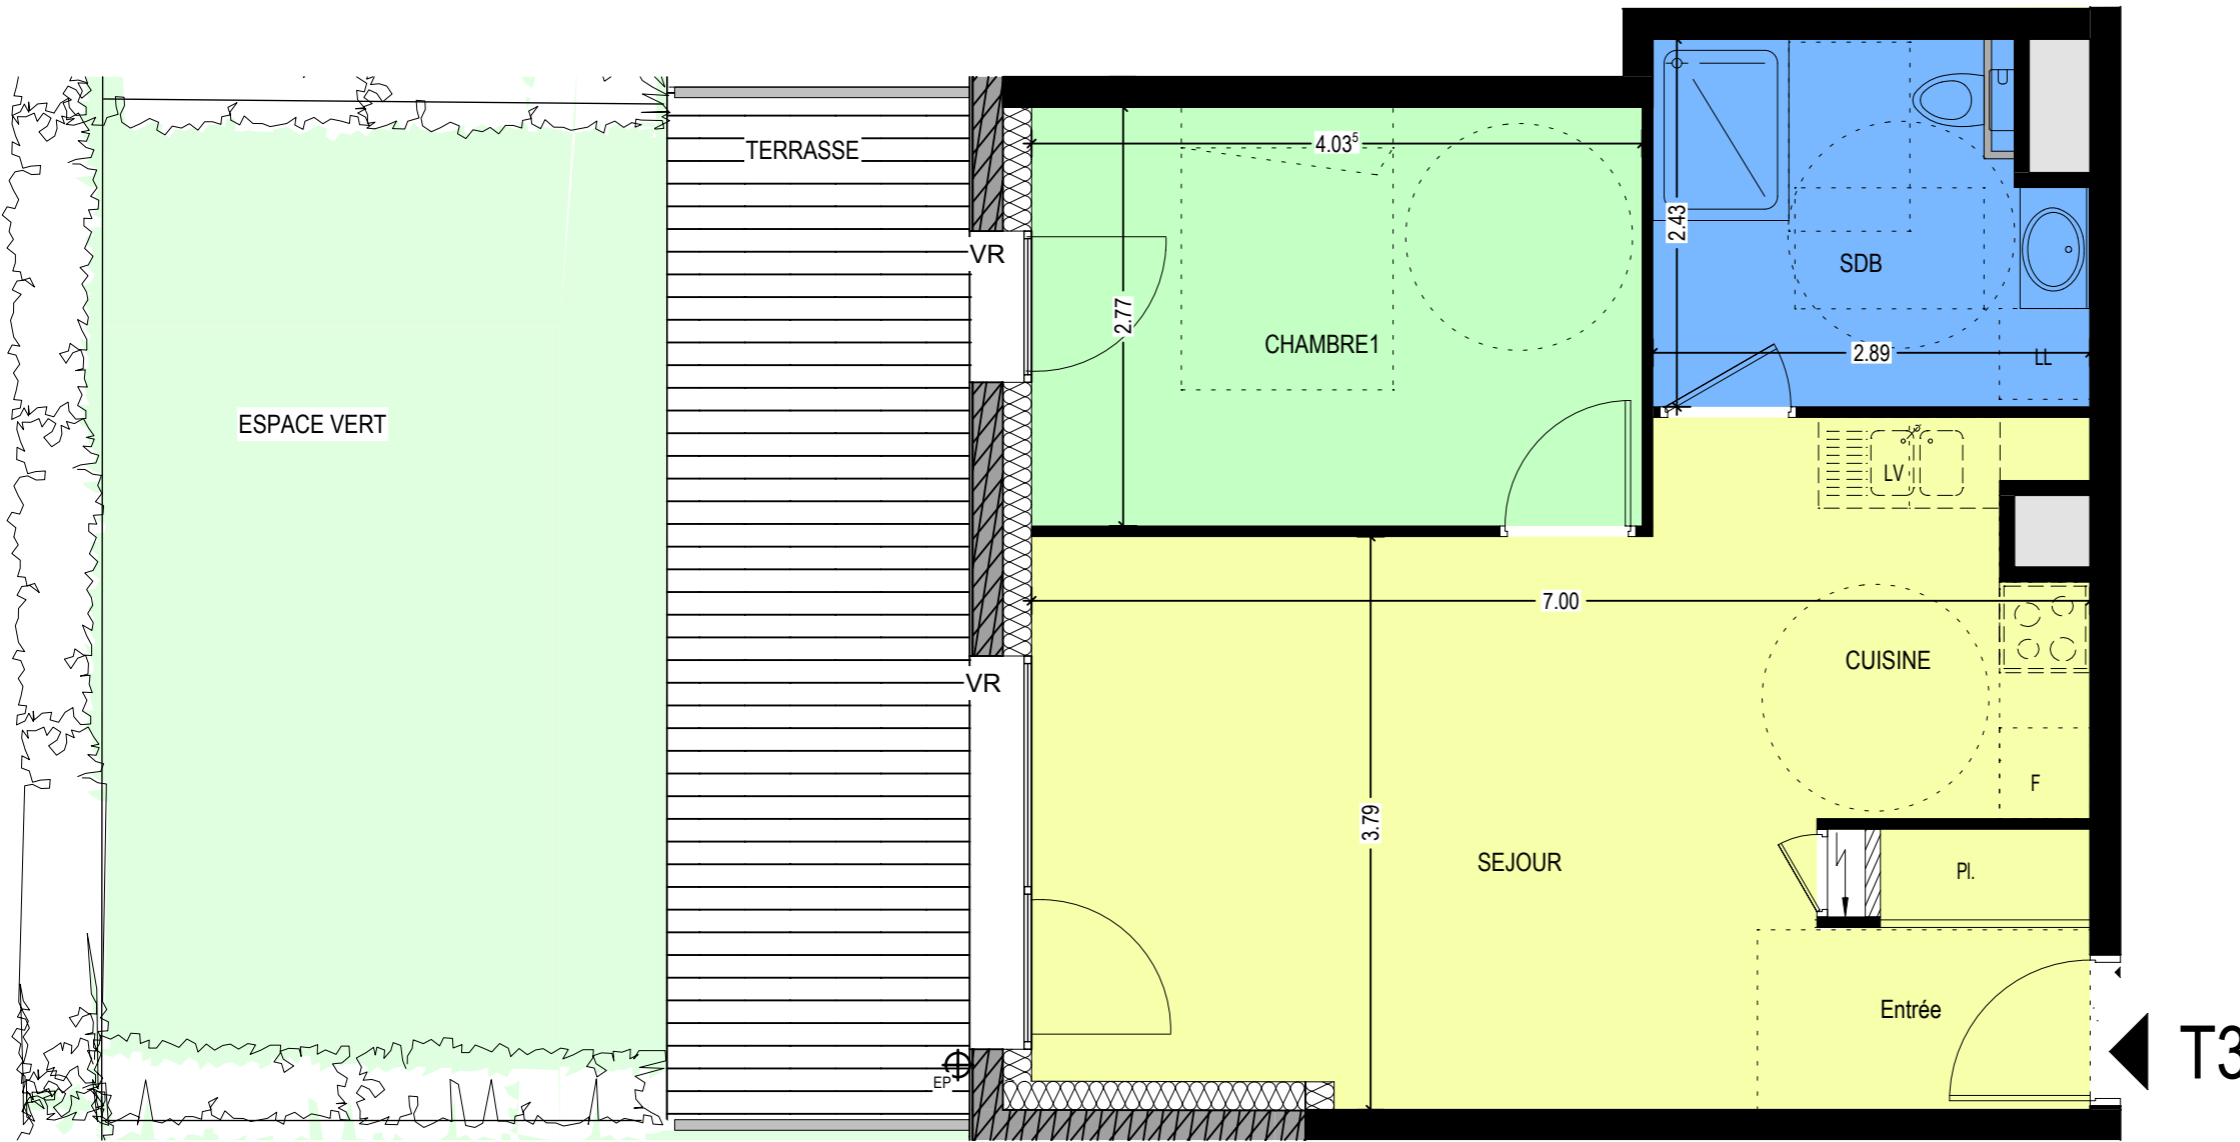 TERRASSE
4.03⁵
2.43
VR
SDB
2.77
CHAMBRE1
2.89
LL
ESPACE VERT
LV
7.00
CUISINE
VR
F
3.79
SEJOUR
Pl.
Entrée
T3
EP